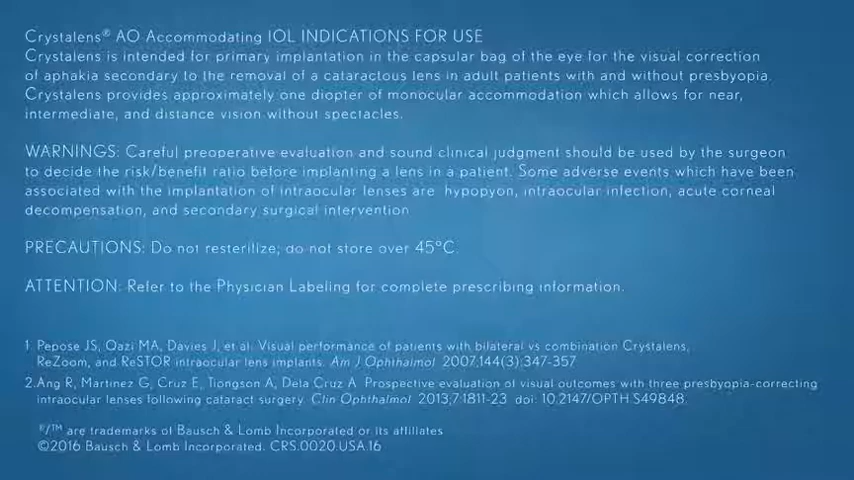 Crystalens® AO Accommodating IOL INDICATIONS FOR USE
Crystalens is intended for primary implantation in the capsular bag of the eye for the visual correction
of aphakia secondary to the removal of a cataractous lens in adult patients with and without presbyopia.
Crystalens provides approximately one diopter of monocular accommodation which allows for near,
intermediate, and distance vision without spectacles.
WARNINGS: Careful preoperative evaluation and sound clinical judgment should be used by the surgeon
to decide the risk/benefit ratio before implanting a lens in a patient. Some adverse events which have been
associated with the implantation of intraocular lenses are: hypopyon, intraocular infection, acute corneal
decompensation, and secondary surgical intervention
PRECAUTIONS: Do not resterilize; do not store over 45°C.
ATTENTION: Refer to the Physician Labeling for complete prescribing information.
1. Pepose JS, Qazi MA, Davies J, et al. Visual performance of patients with bilateral vs combination Crystalens,
ReZoom, and ReSTOR intraocular lens implants. Am J Ophthalmol. 2007;144(3):347-357
2. Ang R, Martinez G, Cruz E, Tiongson A, Dela Cruz A. Prospective evaluation of visual outcomes with three presbyopia-correcting
intraocular lenses following cataract surgery. Clin Ophthalmol. 2013;7:1811-23 doi: 10.2147/OPTH.S49848.
®/™ are trademarks of Bausch & Lomb Incorporated or its affiliates
©2016 Bausch & Lomb Incorporated. CRS.0020.USA.16